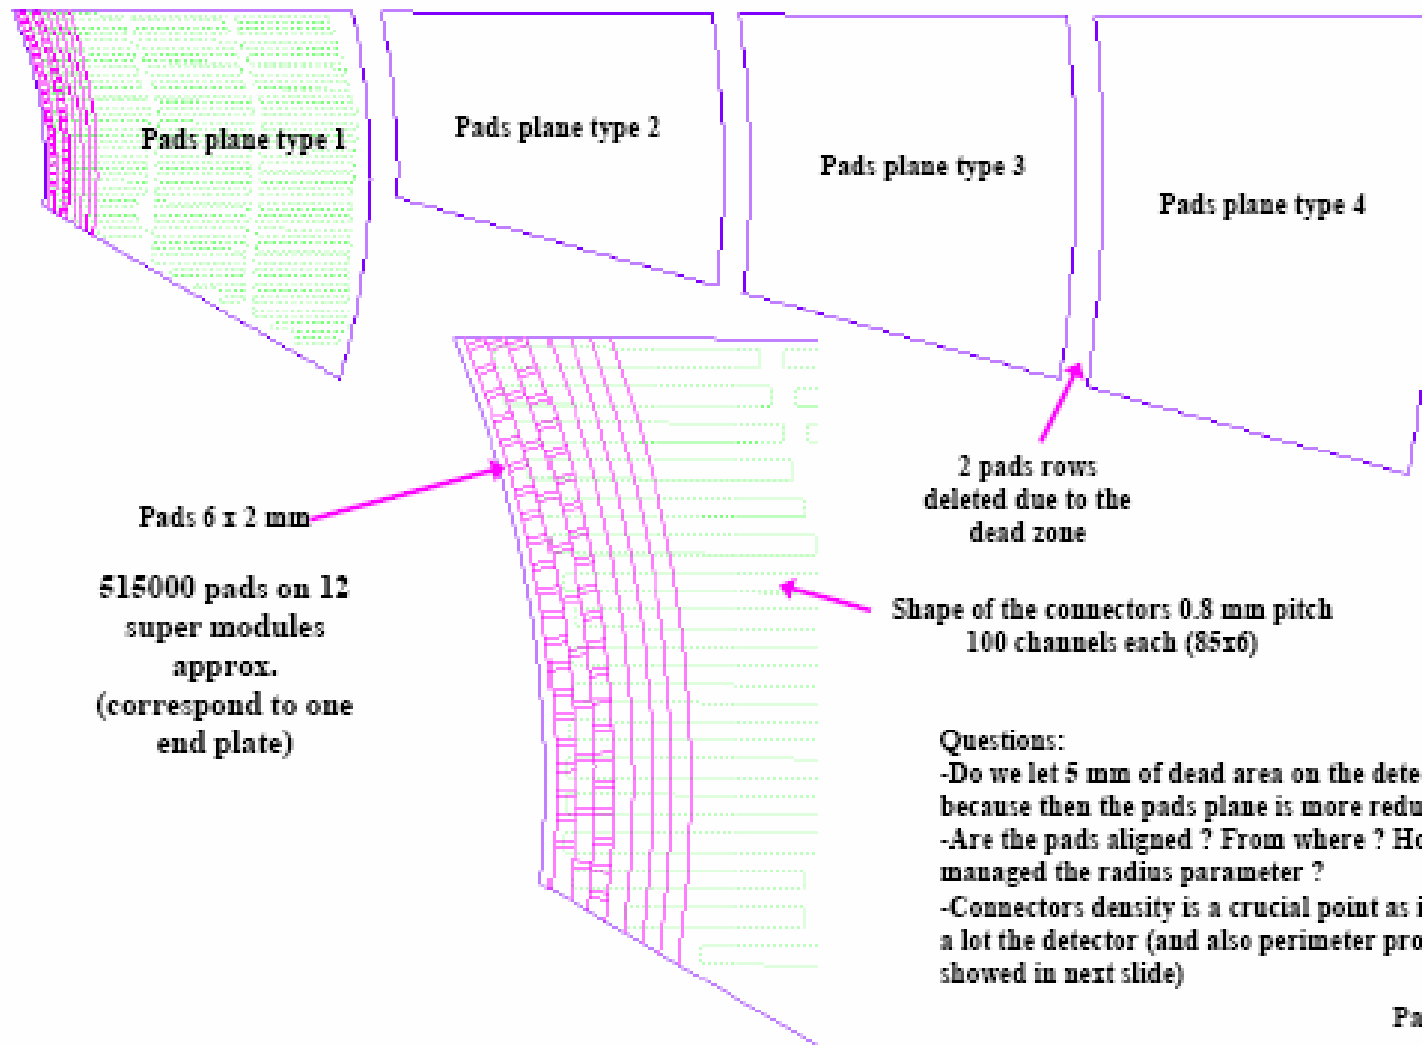 Pads plane type 1
Pads plane type 2
Pads plane type 3
Pads plane type 4
2 pads rows
deleted due to the
dead zone
Pads 6 x 2 mm
515000 pads on 12
super modules
approx.
(correspond to one
end plate)
Shape of the connectors 0.8 mm pitch
100 channels each (85x6)
Questions:
-Do we let 5 mm of dead area on the dete
because then the pads plane is more redu
-Are the pads aligned ? From where ? Ho
managed the radius parameter ?
-Connectors density is a crucial point as i
a lot the detector (and also perimeter pro
showed in next slide)
Pa